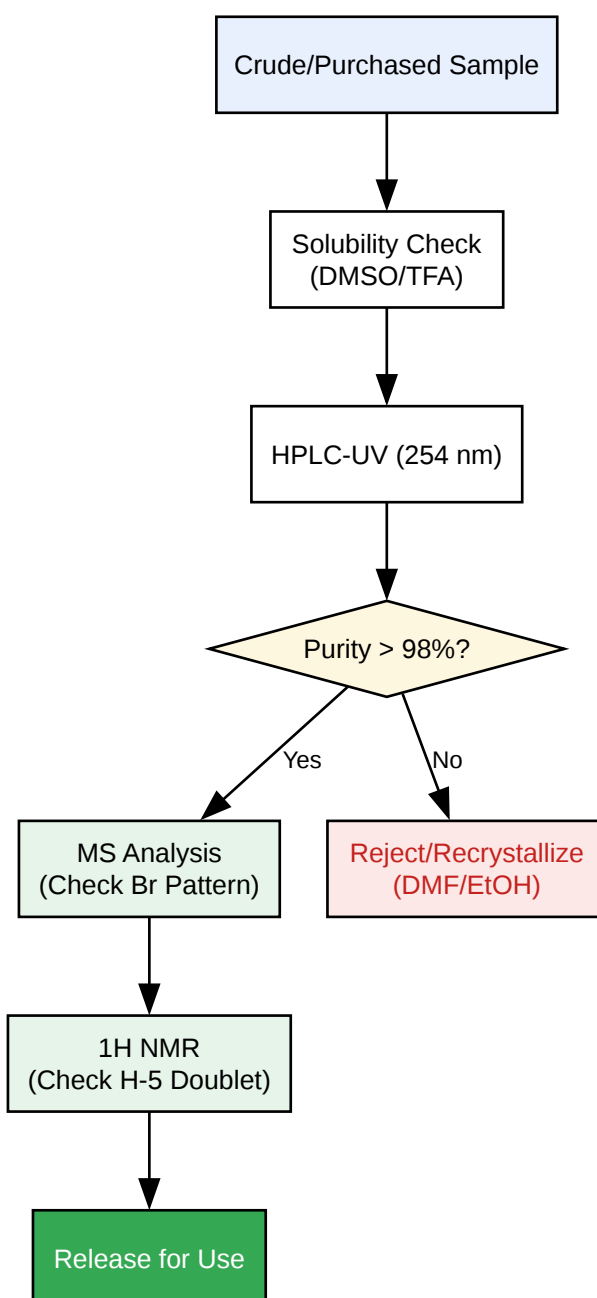 Crude/Purchased Sample
Solubility Check
(DMSO/TFA)
HPLC-UV (254 nm)
Purity > 98%?
Yes
No
MS Analysis
(Check Br Pattern)
Reject/Recrystallize
(DMF/EtOH)
1H NMR
(Check H-5 Doublet)
Release for Use